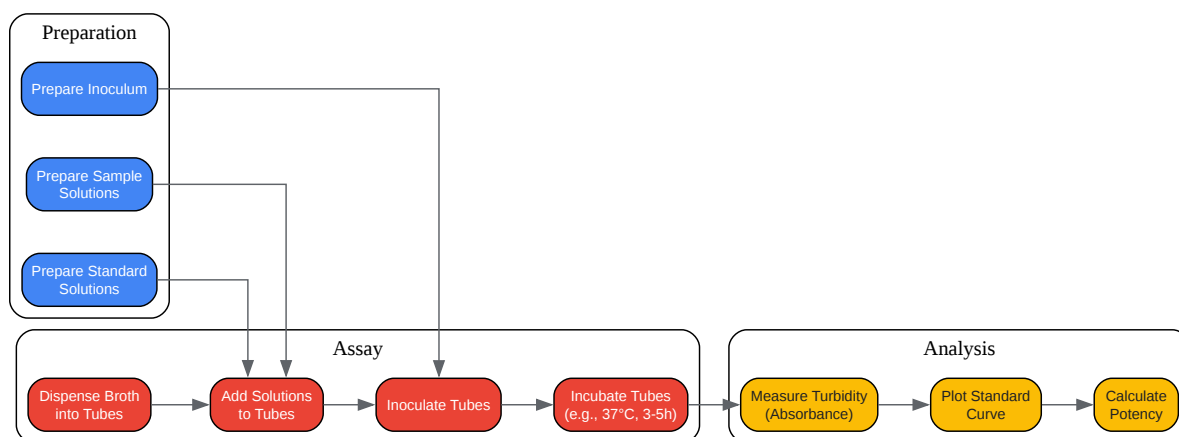 Preparation
Prepare Inoculum
Prepare Sample
Solutions
Prepare Standard
Solutions
Assay
Dispense Broth
into Tubes
Add Solutions
to Tubes
Inoculate Tubes
Incubate Tubes
(e.g., 37°C, 3-5h)
Analysis
Measure Turbidity
(Absorbance)
Plot Standard
Curve
Calculate
Potency